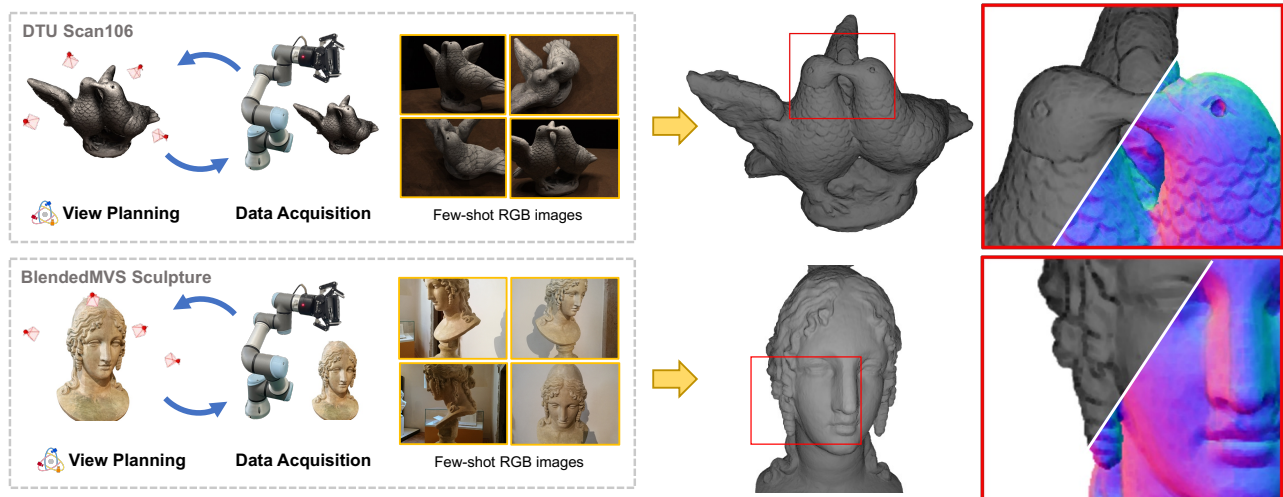 DTU Scan106
View Planning
Data Acquisition
Few-shot RGB images
BlendedMVS Sculpture
View Planning
Data Acquisition
Few-shot RGB images